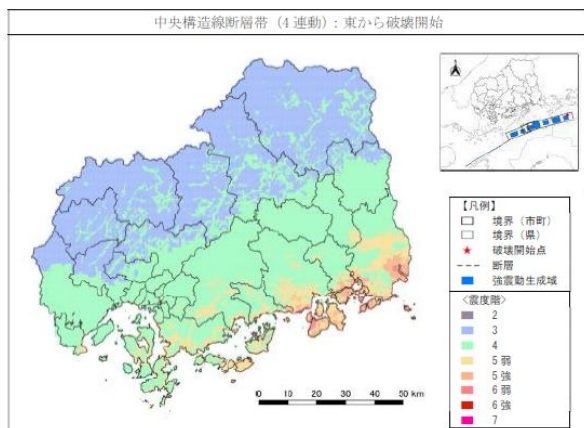 中央構造線断層帯（4連動）：東から破壊開始
【凡例】
境界（市町）
境界（県）
破壊開始点
断層
強震動生成域
<震度階>
2
3
4
5弱
5強
6弱
6強
7
0 10 20 30 40 50 km